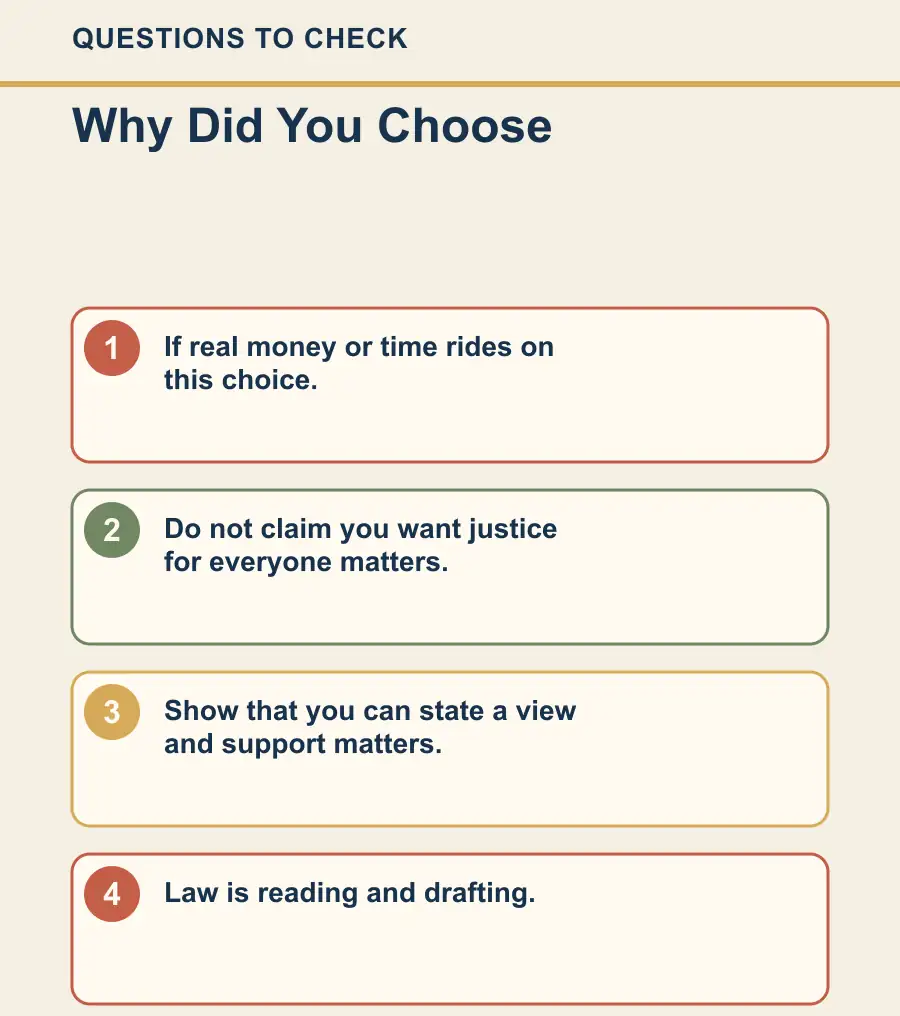 QUESTIONS TO CHECK
Why Did You Choose
1
If real money or time rides on
this choice.
2
Do not claim you want justice
for everyone matters.
3
Show that you can state a view
and support matters.
4
Law is reading and drafting.